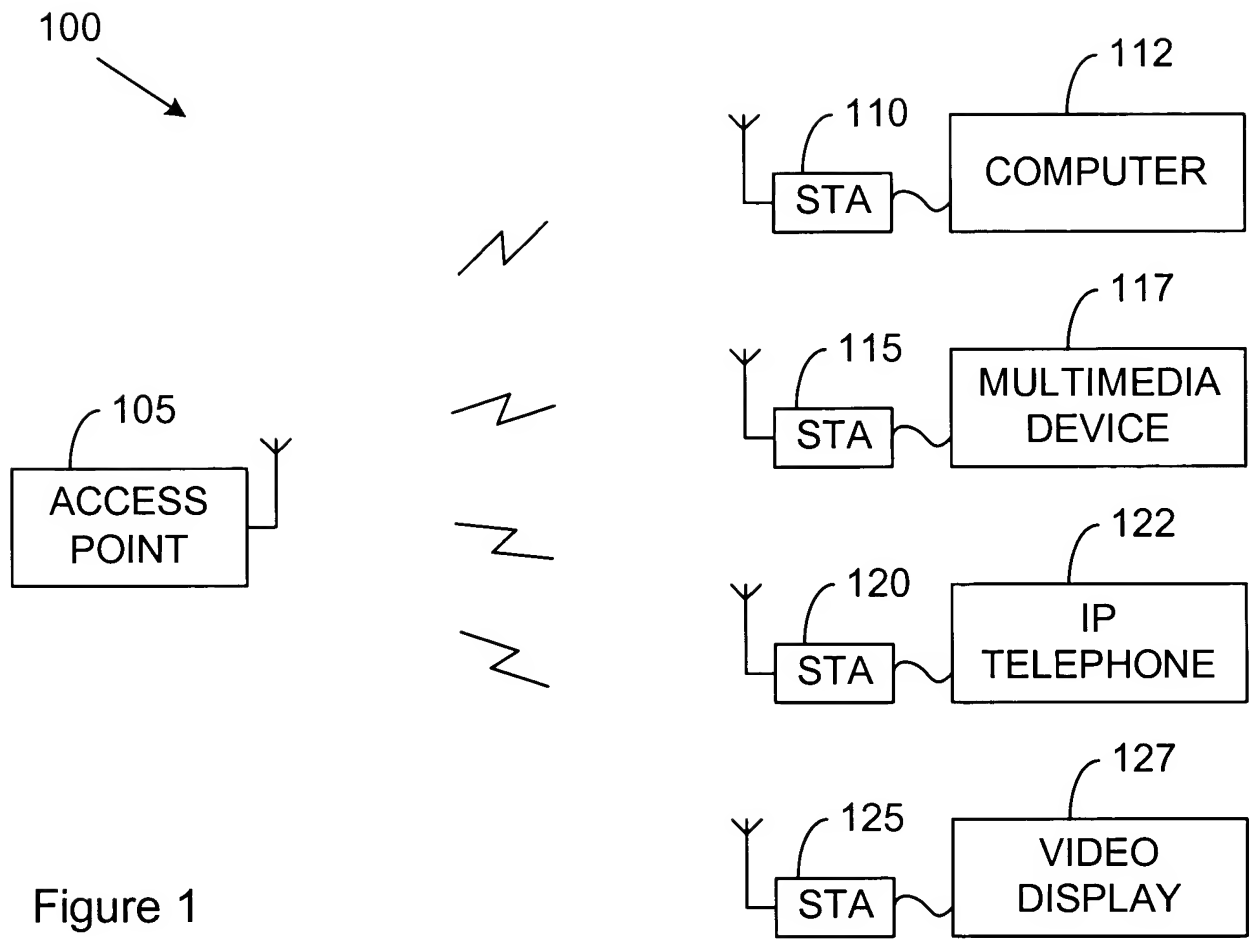 100
112
110
COMPUTER
STA
117
115
MULTIMEDIA
DEVICE
STA
105
ACCESS
POINT
122
120
IP
TELEPHONE
STA
127
125
VIDEO
DISPLAY
STA
Figure 1